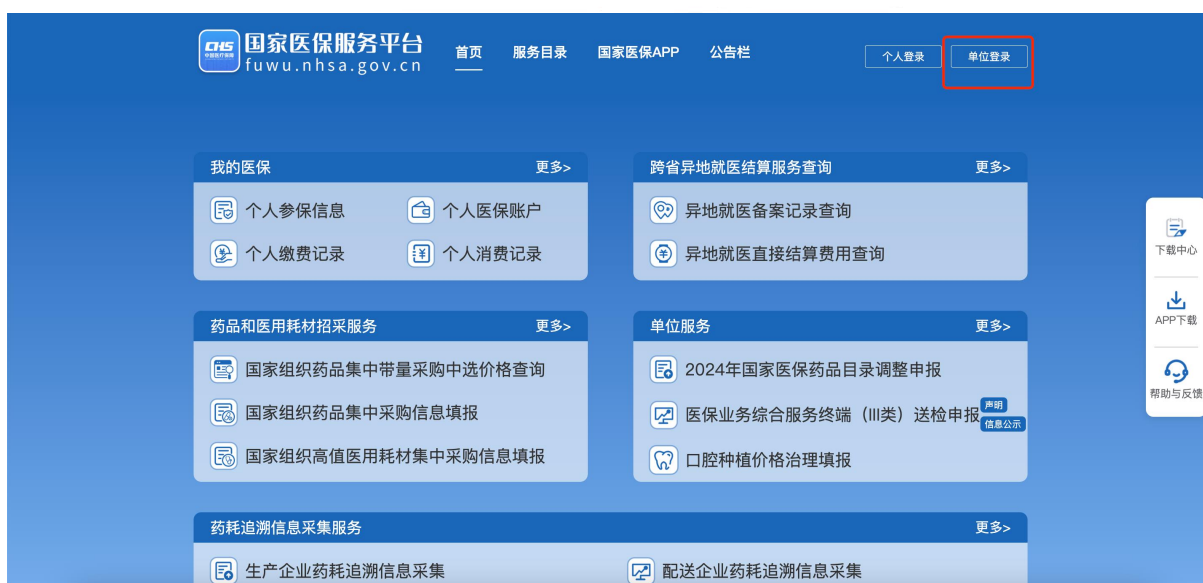 CHS
中国医疗保障
国家医保服务平台
fuwu.nhsa.gov.cn
首页 服务目录 国家医保APP 公告栏
个人登录 单位登录
我的医保 更多>
个人参保信息 个人医保账户
个人缴费记录 个人消费记录
跨省异地就医结算服务查询 更多>
异地就医备案记录查询
异地就医直接结算费用查询
药品和医用耗材招采服务 更多>
国家组织药品集中带量采购中选价格查询
国家组织药品集中采购信息填报
国家组织高值医用耗材集中采购信息填报
单位服务 更多>
2024年国家医保药品目录调整申报
医保业务综合服务终端（III类）送检申报 声明
信息公示
口腔种植价格治理填报
药耗追溯信息采集服务 更多>
生产企业药耗追溯信息采集 配送企业药耗追溯信息采集
下载中心
APP下载
帮助与反馈